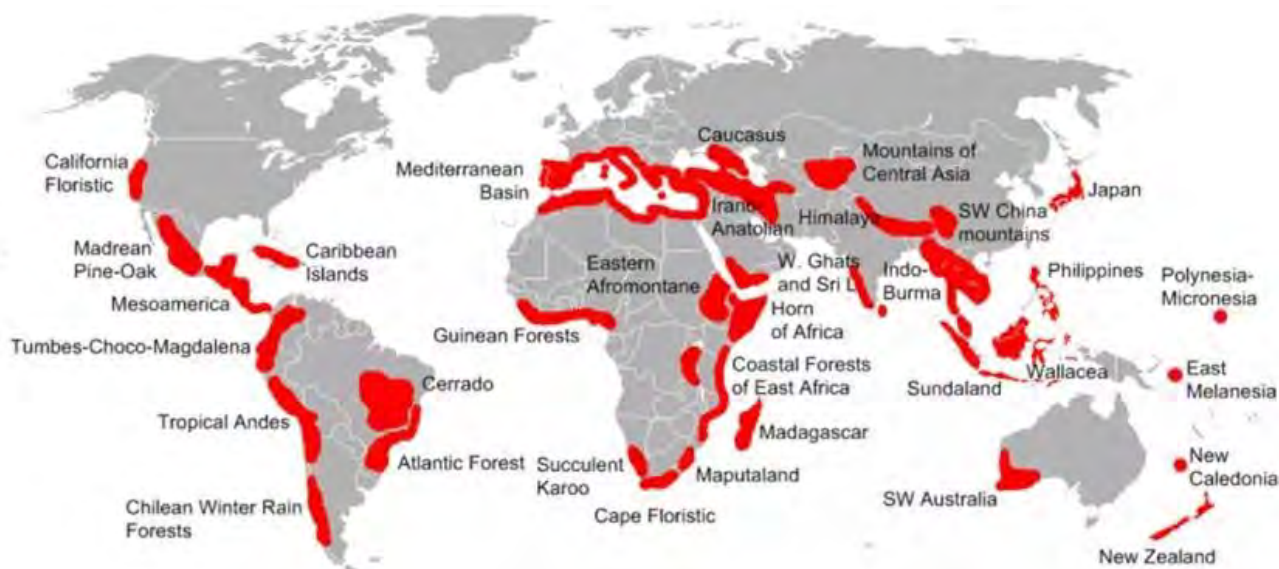 California
Floristic
Madrean
Pine-Oak
Mesoamerica
Caribbean
Islands
Tumbes-Choco-Magdalena
Tropical Andes
Chilean Winter Rain
Forests
Cerrado
Atlantic Forest
Mediterranean
Basin
Caucasus
Irano-
Anatolian
Mountains of
Central Asia
Himalaya
SW China
mountains
Japan
Eastern
Afromontane
Guinean Forests
W. Ghats
and Sri L
Horn
of Africa
Indo-
Burma
Philippines
Polynesia-
Micronesia
Coastal Forests
of East Africa
Sundaland
Wallacea
East
Melanesia
Madagascar
Succulent
Karoo
Maputaland
Cape Floristic
SW Australia
New
Caledonia
New Zealand